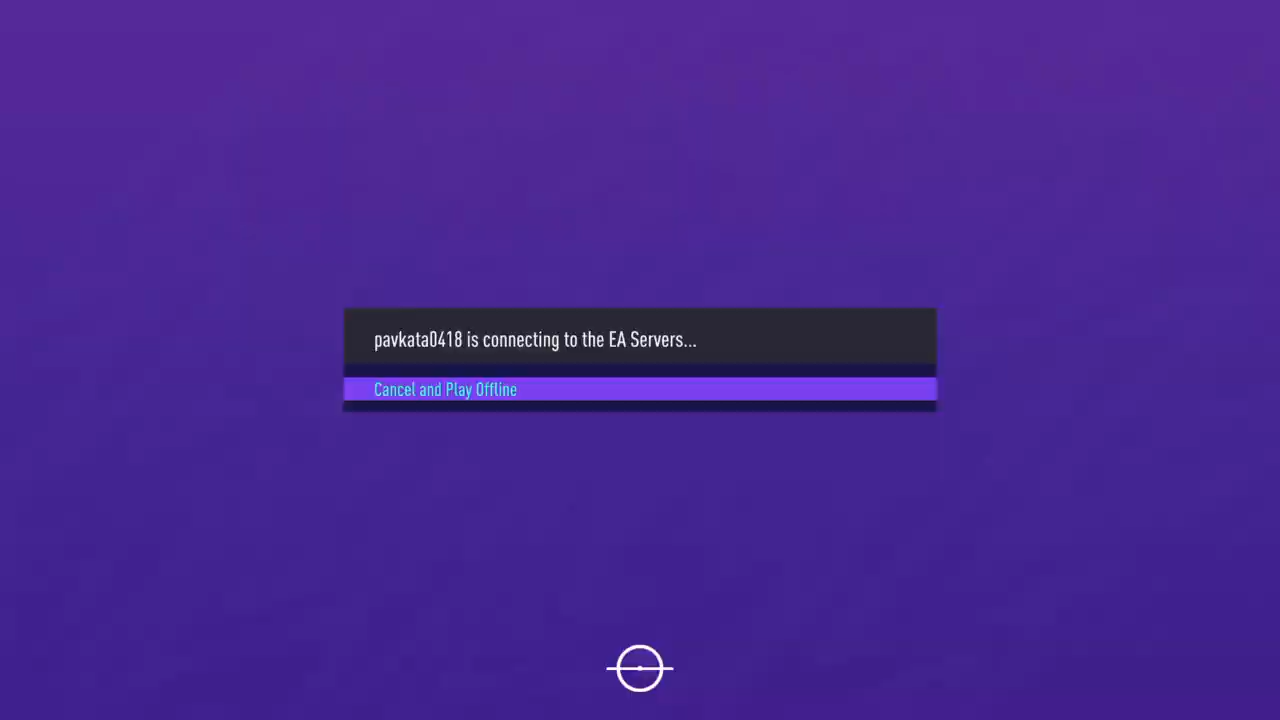 pavkata0418 is connecting to the EA Servers...
Cancel and Play Offline